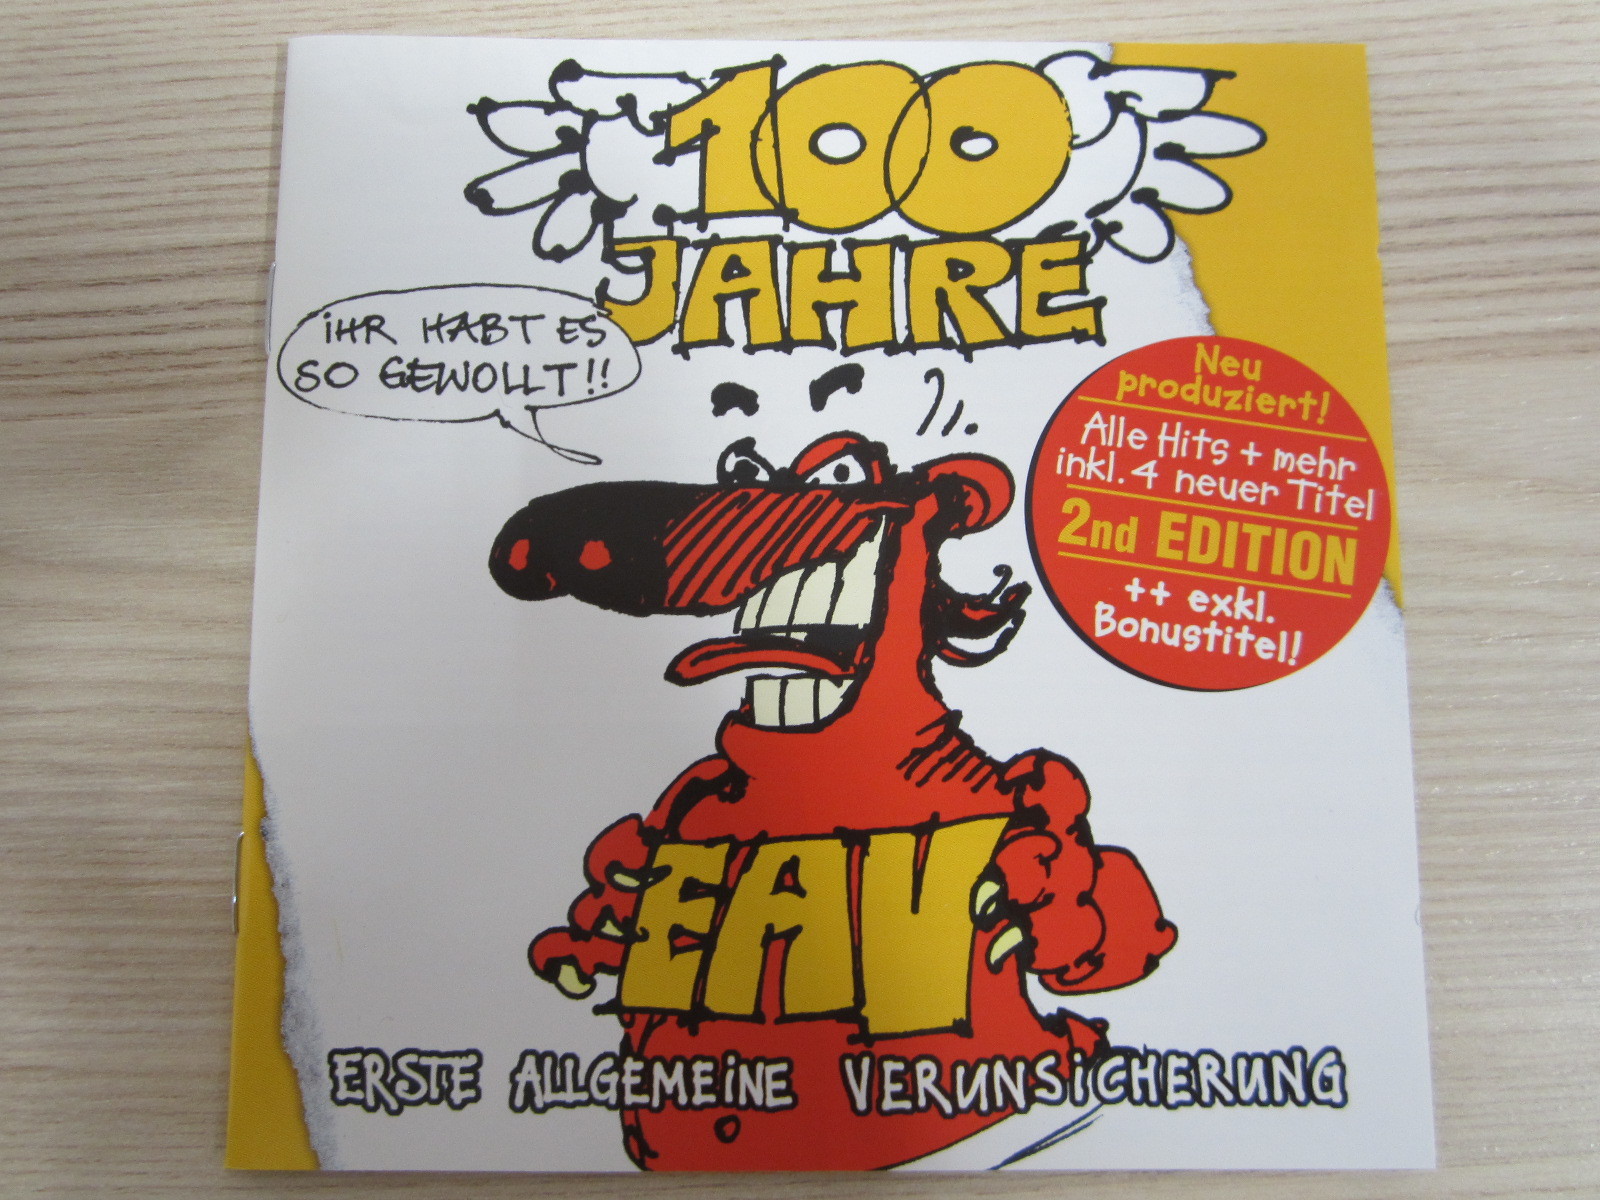 100
JAHRE
iHR HABT ES
SO GEWOLLT!!
Neu
produziert!
Alle Hits + mehr
inkl. 4 neuer Titel
2nd EDITION
++ exkl.
Bonustitel!
EAV
ERSTE ALLGEMEiNE VERUNSiCHERUNG